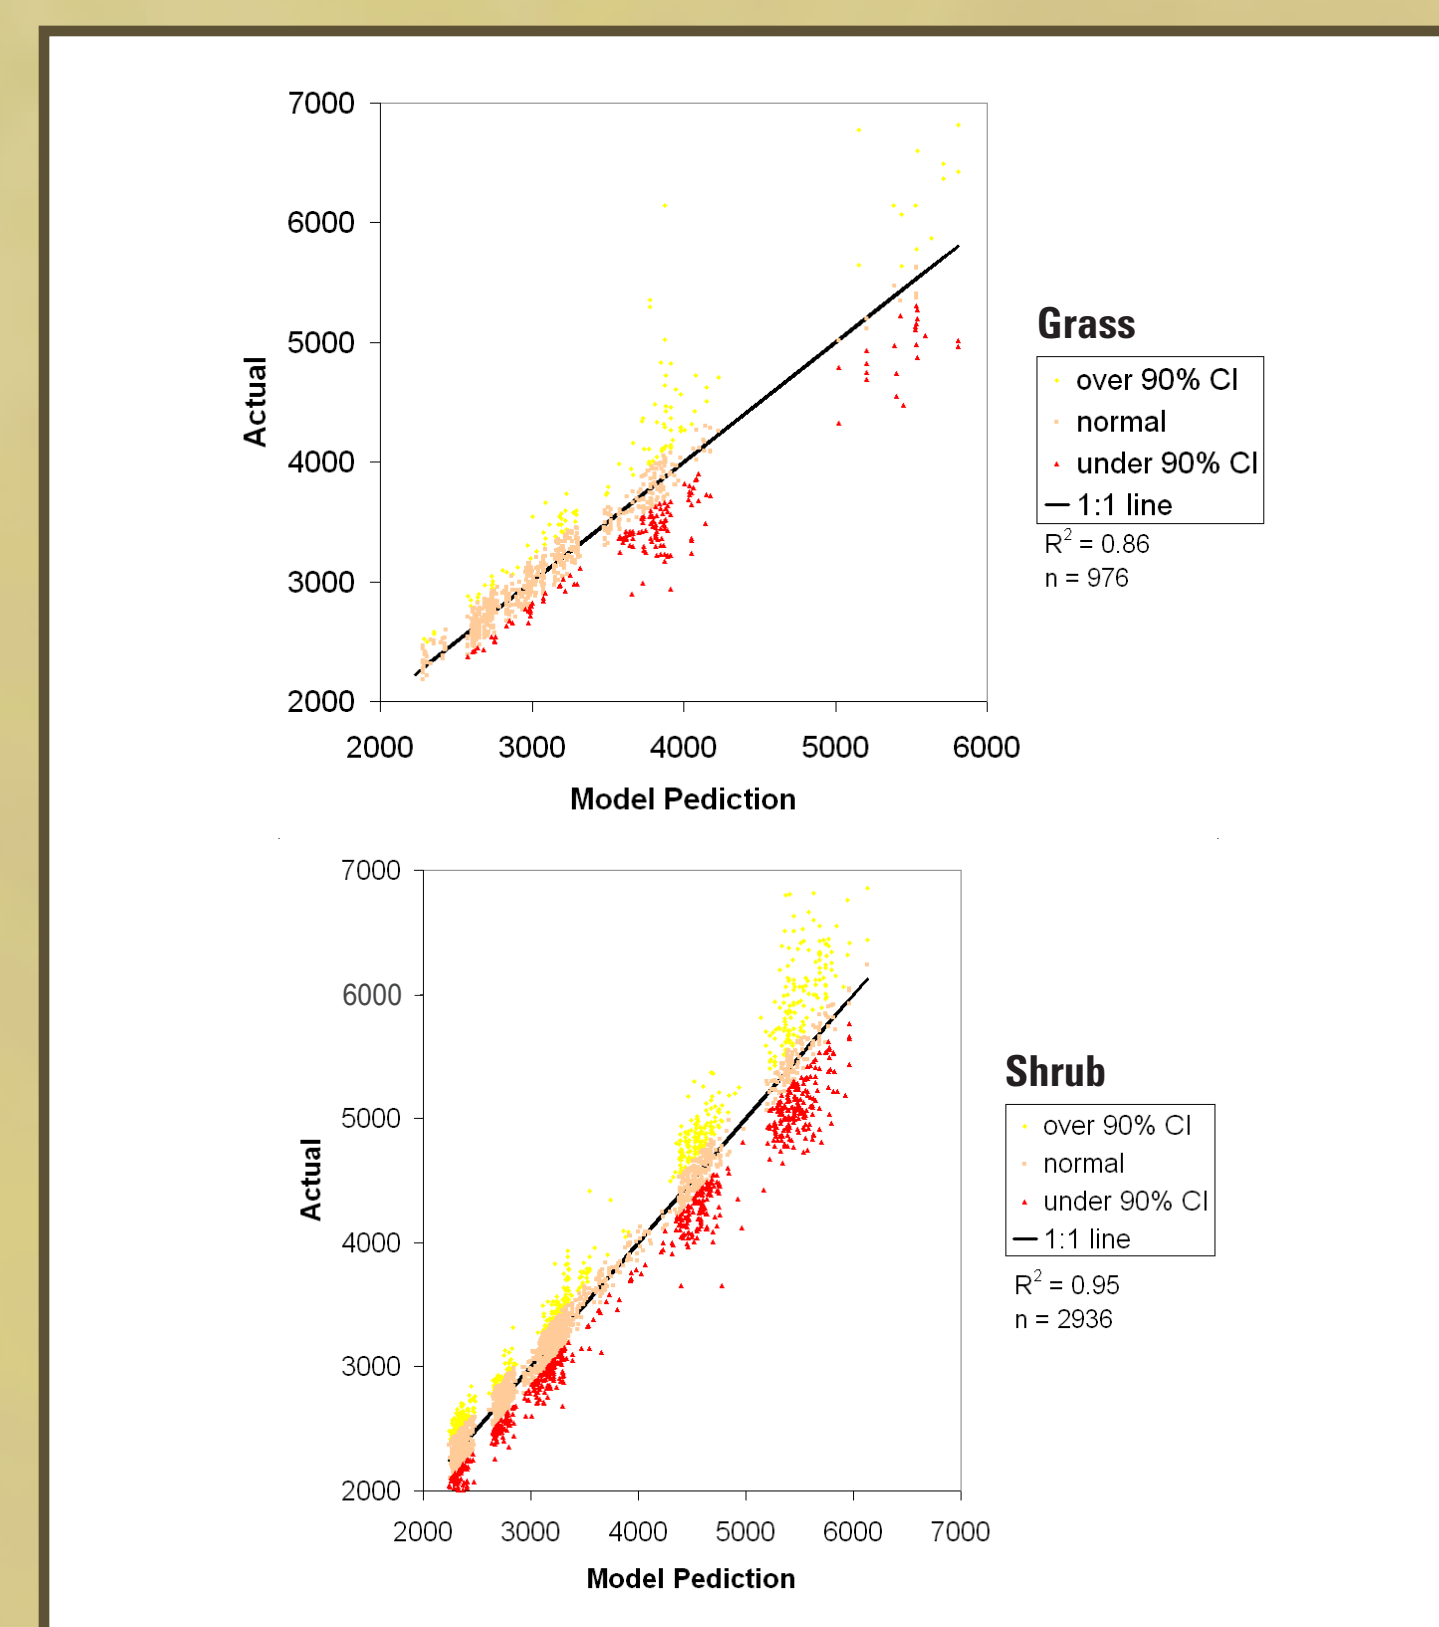 7000
6000
5000
4000
3000
2000
Actual
2000 3000 4000 5000 6000
Model Pediction
Grass
over 90% CI
normal
under 90% CI
1:1 line
R² = 0.86
n = 976
7000
6000
5000
4000
3000
2000
Actual
2000 3000 4000 5000 6000 7000
Model Pediction
Shrub
over 90% CI
normal
under 90% CI
1:1 line
R² = 0.95
n = 2936